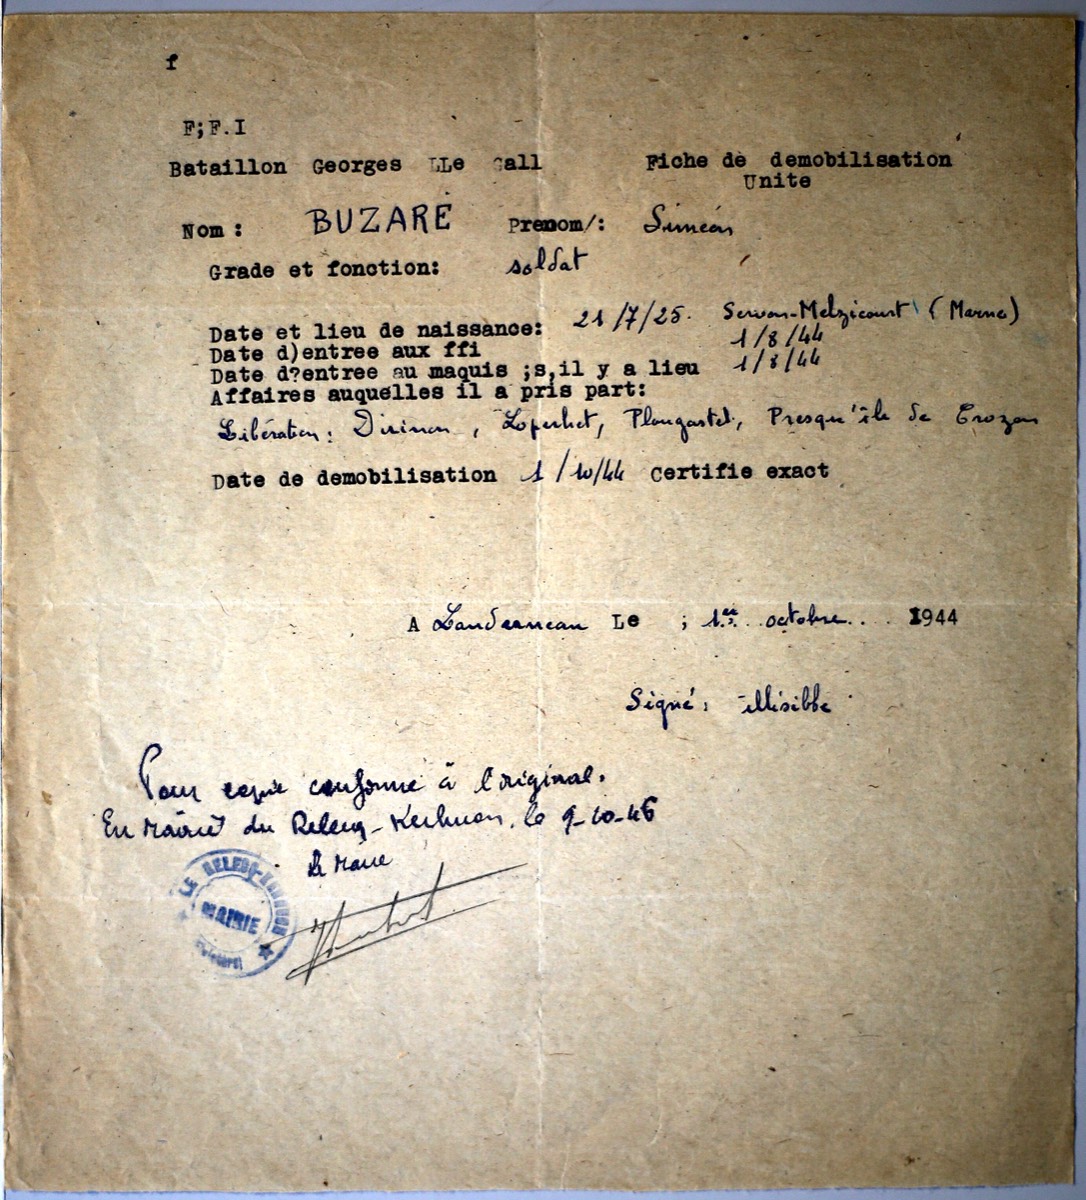 f
F;F.I
Bataillon Georges LLe Gall Fiche de demobilisation
Unite
Nom : BUZARÉ Prenom/: Siméon
Grade et fonction: soldat
Date et lieu de naissance: 21/7/25. Servon-Melzicourt (Marne)
Date d)entree aux ffi 1/8/44
Date d?entree au maquis ;s,il y a lieu 1/8/44
Affaires auquelles il a pris part:
Libération : Dirinon, Loperhet, Plougastel, Presqu'île de Crozon
Date de demobilisation 1/10/44 Certifie exact
A Landerneau Le ; 1er octobre 1944
Signé : illisible
Pour copie conforme à l'original.
En Mairie du Relecq-Kerhuon, le 9-10-46
Le Maire
LE RELECQ-KERHUON
MAIRIE